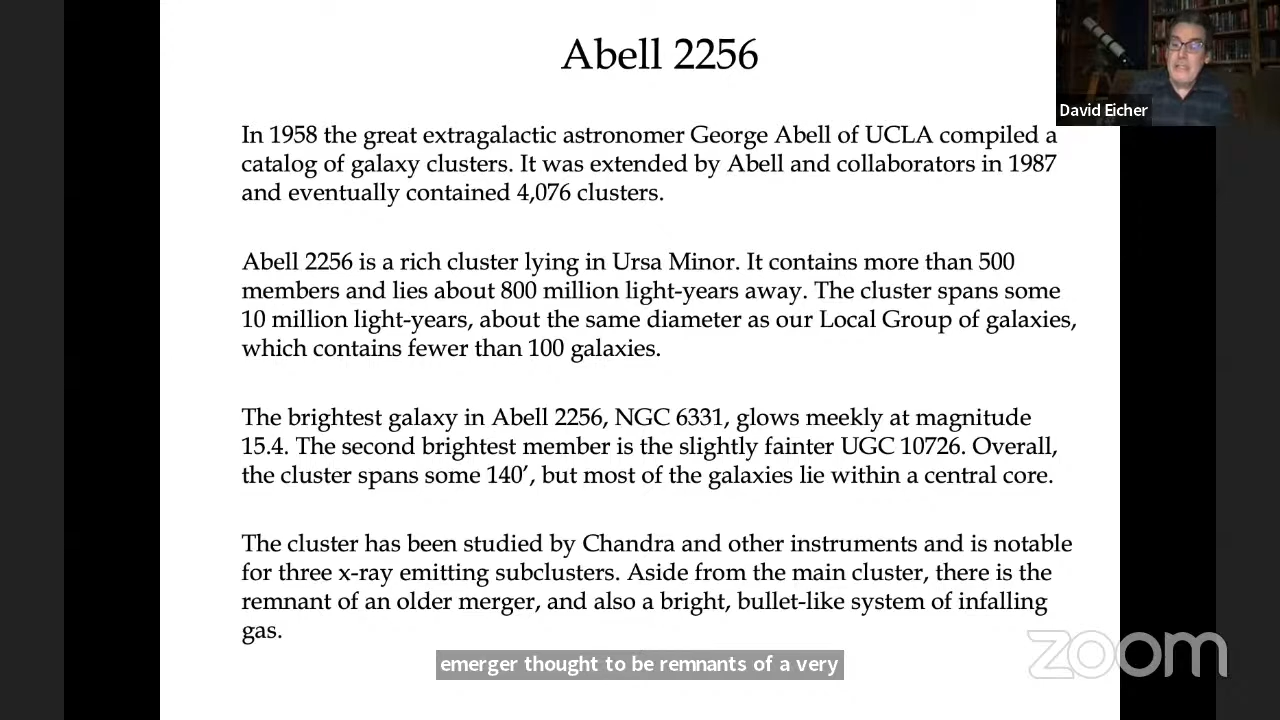 Abell 2256
David Eicher
In 1958 the great extragalactic astronomer George Abell of UCLA compiled a
catalog of galaxy clusters. It was extended by Abell and collaborators in 1987
and eventually contained 4,076 clusters.
Abell 2256 is a rich cluster lying in Ursa Minor. It contains more than 500
members and lies about 800 million light-years away. The cluster spans some
10 million light-years, about the same diameter as our Local Group of galaxies,
which contains fewer than 100 galaxies.
The brightest galaxy in Abell 2256, NGC 6331, glows meekly at magnitude
15.4. The second brightest member is the slightly fainter UGC 10726. Overall,
the cluster spans some 140′, but most of the galaxies lie within a central core.
The cluster has been studied by Chandra and other instruments and is notable
for three x-ray emitting subclusters. Aside from the main cluster, there is the
remnant of an older merger, and also a bright, bullet-like system of infalling
gas.
zoom
emerger thought to be remnants of a very